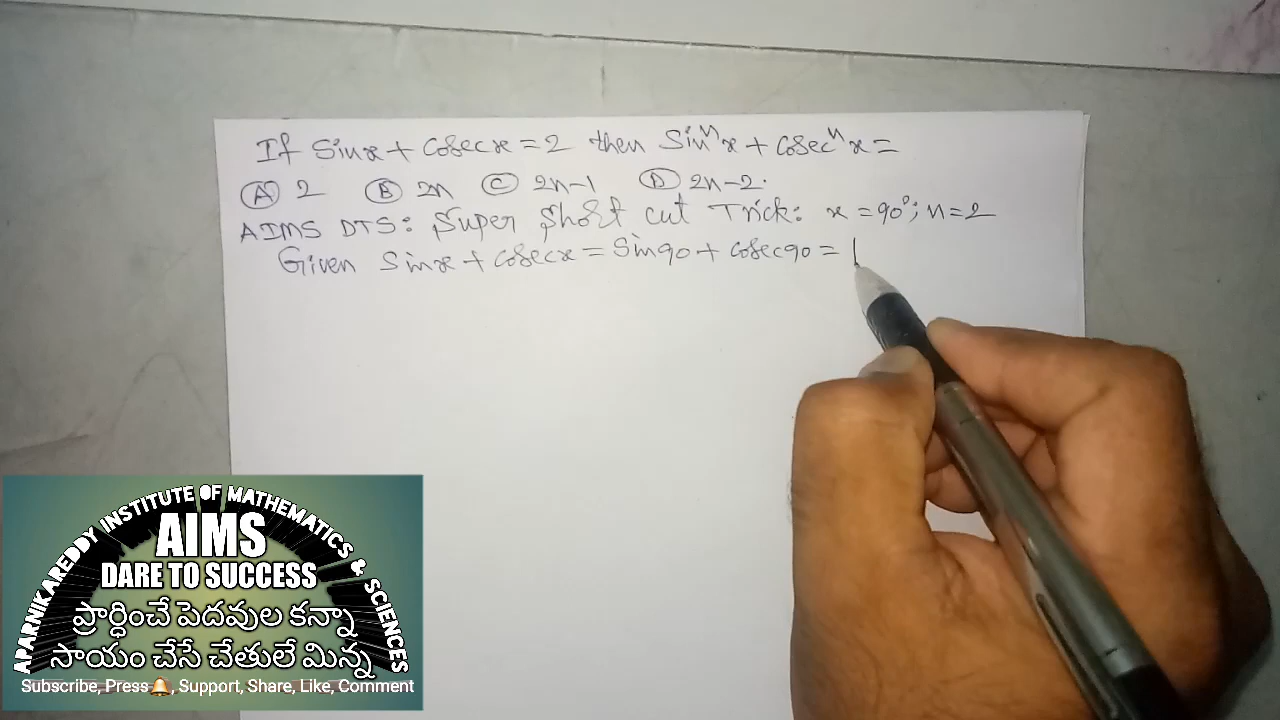 If Sinx + Cosecx = 2 then Sinⁿx + Cosecⁿx =
Ⓐ 2 Ⓑ 2n Ⓒ 2n-1 Ⓓ 2n-2.
AIMS DTS: Super Short cut Trick: x = 90°; n = 2
Given Sinx + Cosecx = Sin90 + Cosec90 = 1
APARNIKAREDDY INSTITUTE OF MATHEMATICS & SCIENCES
AIMS
DARE TO SUCCESS
ప్రార్ధించే పెదవుల కన్నా
సాయం చేసే చేతులే మిన్న
Subscribe, Press🔔, Support, Share, Like, Comment